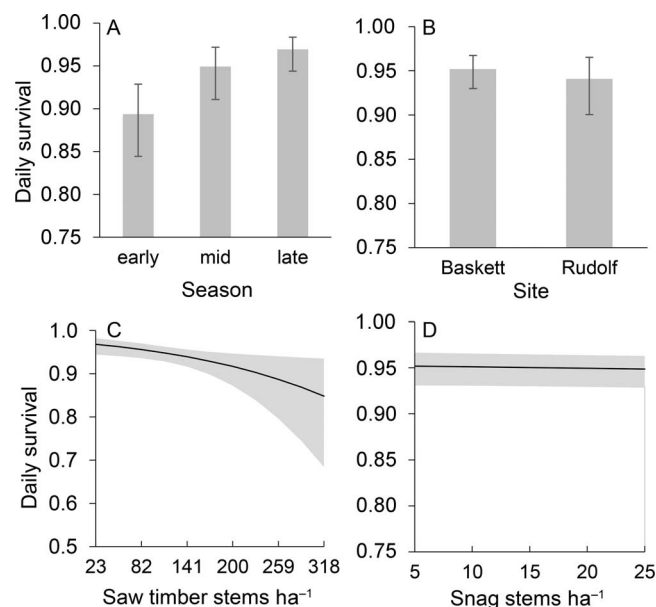 A
Daily survival
1.00
0.95
0.90
0.85
0.80
0.75
early mid late
Season
B
1.00
0.95
0.90
0.85
0.80
0.75
Baskett Rudolf
Site
C
Daily survival
1.0
0.9
0.8
0.7
0.6
0.5
23 82 141 200 259 318
Saw timber stems ha⁻¹
D
1.00
0.95
0.90
0.85
0.80
0.75
5 10 15 20 25
Snag stems ha⁻¹